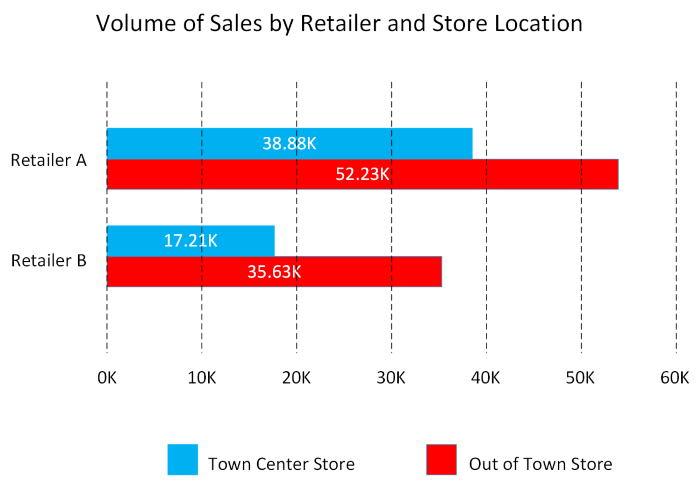 Volume of Sales by Retailer and Store Location
Retailer A
38.88K
52.23K
Retailer B
17.21K
35.63K
0K 10K 20K 30K 40K 50K 60K
Town Center Store Out of Town Store